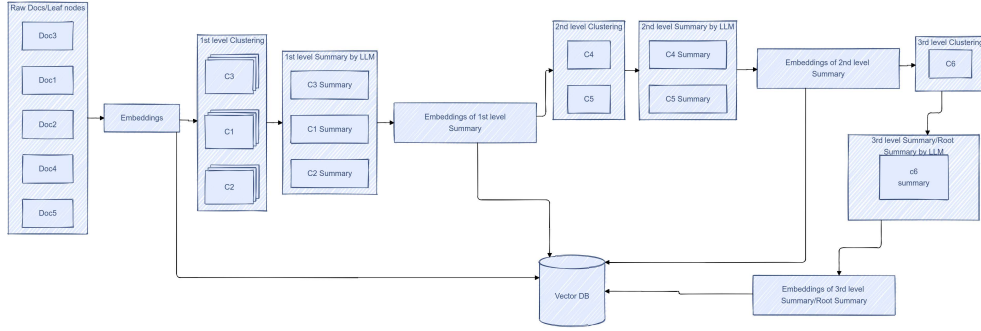 Raw Docs/Leaf nodes
Doc3
Doc1
Doc2
Doc4
Doc5
Embeddings
1st level Clustering
C3
C1
C2
1st level Summary by LLM
C3 Summary
C1 Summary
C2 Summary
Embeddings of 1st level
Summary
2nd level Clustering
C4
C5
2nd level Summary by LLM
C4 Summary
C5 Summary
Embeddings of 2nd level
Summary
3rd level Clustering
C6
3rd level Summary/Root
Summary by LLM
c6
summary
Embeddings of 3rd level
Summary/Root Summary
Vector DB